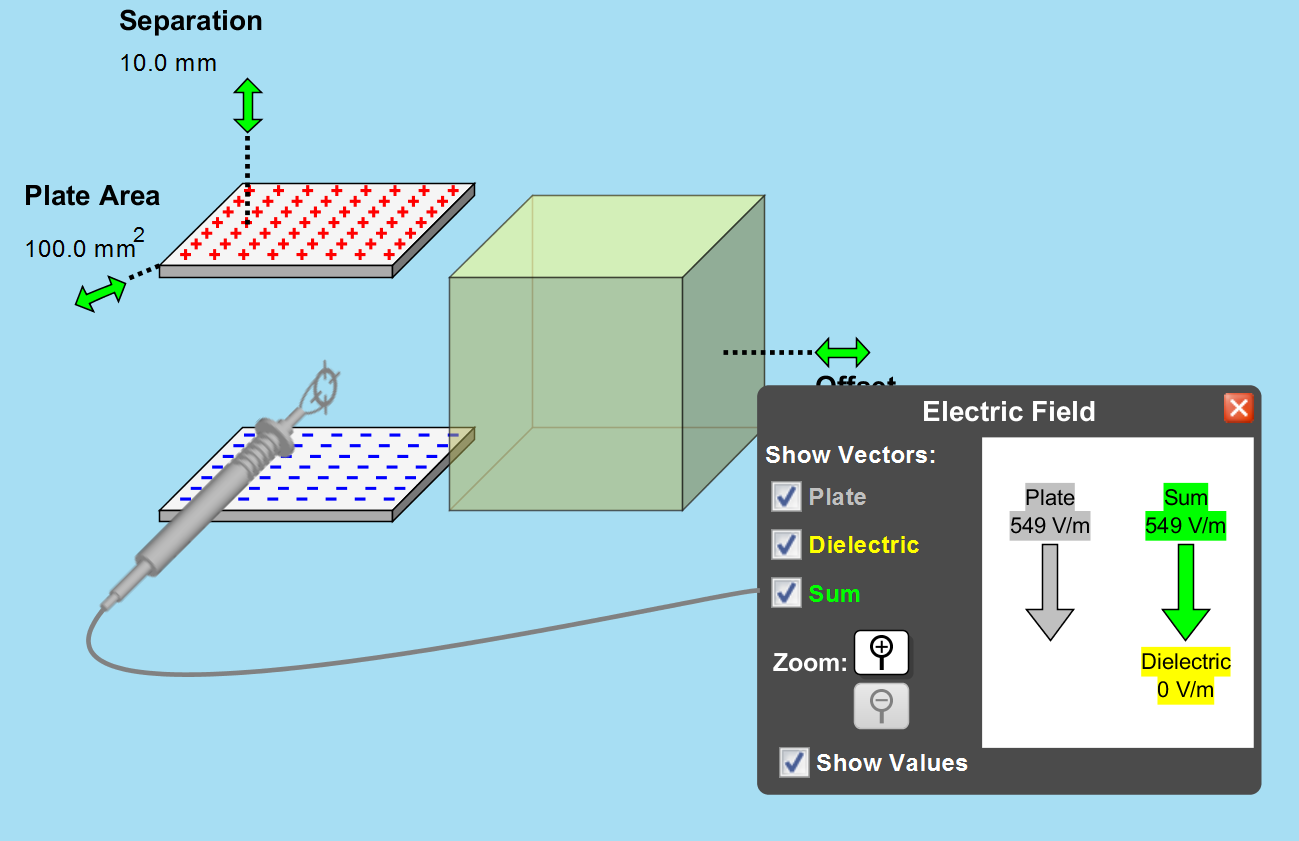 Separation
10.0 mm
Plate Area
100.0 mm²
Offset
Electric Field
Show Vectors:
Plate
Dielectric
Sum
Zoom:
Show Values
Plate
549 V/m
Sum
549 V/m
Dielectric
0 V/m